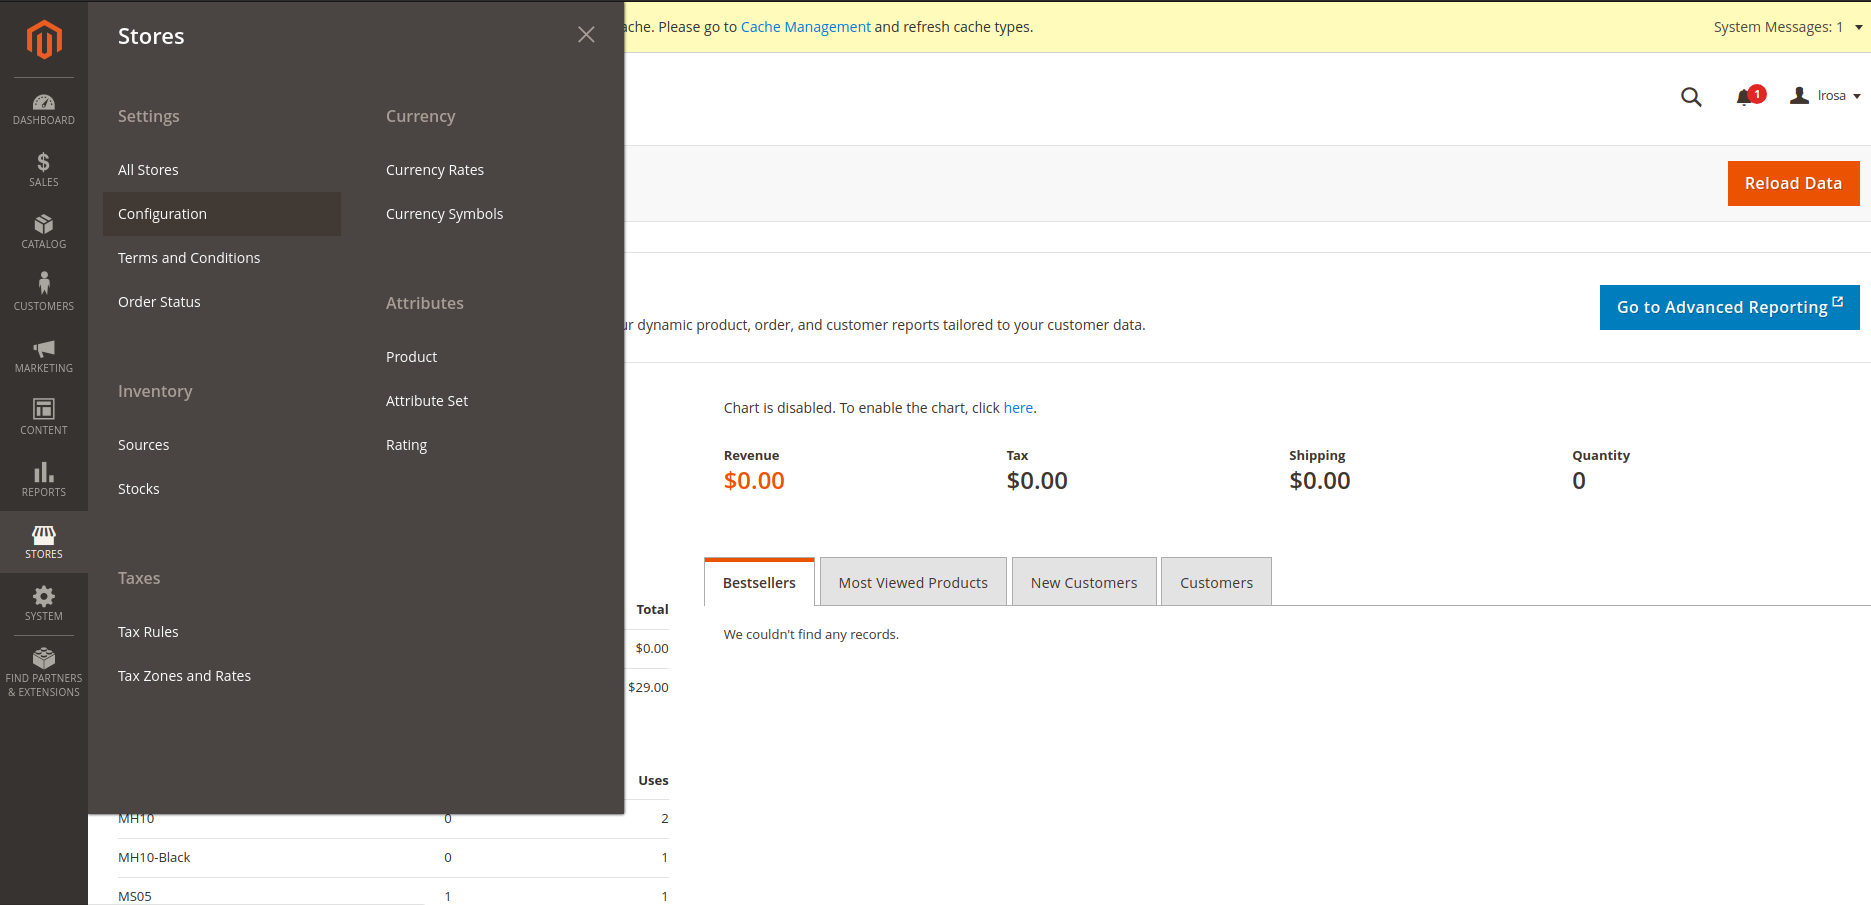 DASHBOARD
SALES
CATALOG
CUSTOMERS
MARKETING
CONTENT
REPORTS
STORES
SYSTEM
FIND PARTNERS
& EXTENSIONS
Stores
Settings
All Stores
Configuration
Terms and Conditions
Order Status
Inventory
Sources
Stocks
Taxes
Tax Rules
Tax Zones and Rates
Currency
Currency Rates
Currency Symbols
Attributes
Product
Attribute Set
Rating
ache. Please go to Cache Management and refresh cache types.
System Messages: 1
1
lrosa
Reload Data
ur dynamic product, order, and customer reports tailored to your customer data.
Go to Advanced Reporting
Chart is disabled. To enable the chart, click here.
Revenue Tax Shipping Quantity
$0.00 $0.00 $0.00 0
Bestsellers Most Viewed Products New Customers Customers
We couldn't find any records.
Total
$0.00
$29.00
Uses
MH10 0 2
MH10-Black 0 1
MS05 1 1